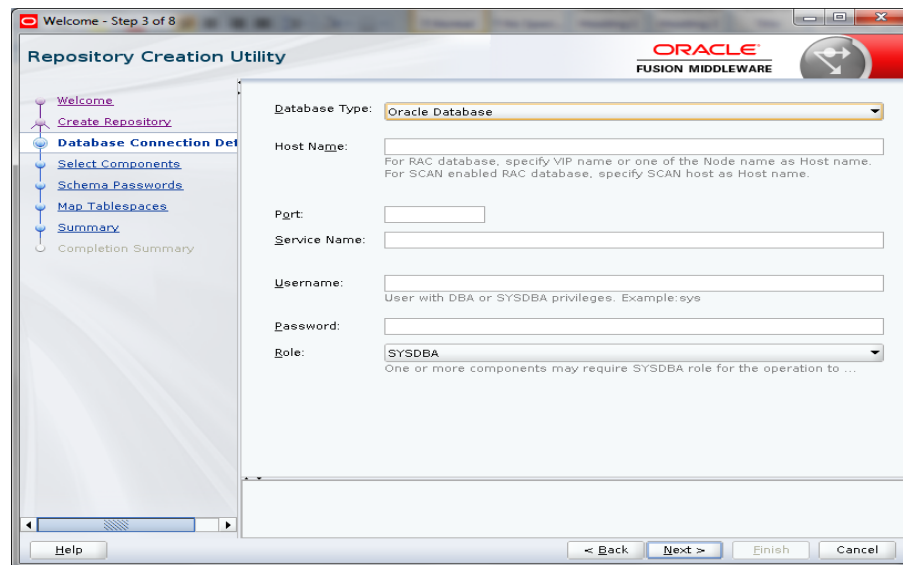 Welcome - Step 3 of 8
Repository Creation Utility
ORACLE
FUSION MIDDLEWARE
Welcome
Create Repository
Database Connection Det
Select Components
Schema Passwords
Map Tablespaces
Summary
Completion Summary
Database Type:
Oracle Database
Host Name:
For RAC database, specify VIP name or one of the Node name as Host name.
For SCAN enabled RAC database, specify SCAN host as Host name.
Port:
Service Name:
Username:
User with DBA or SYSDBA privileges. Example:sys
Password:
Role:
SYSDBA
One or more components may require SYSDBA role for the operation to ...
Help
< Back
Next >
Finish
Cancel